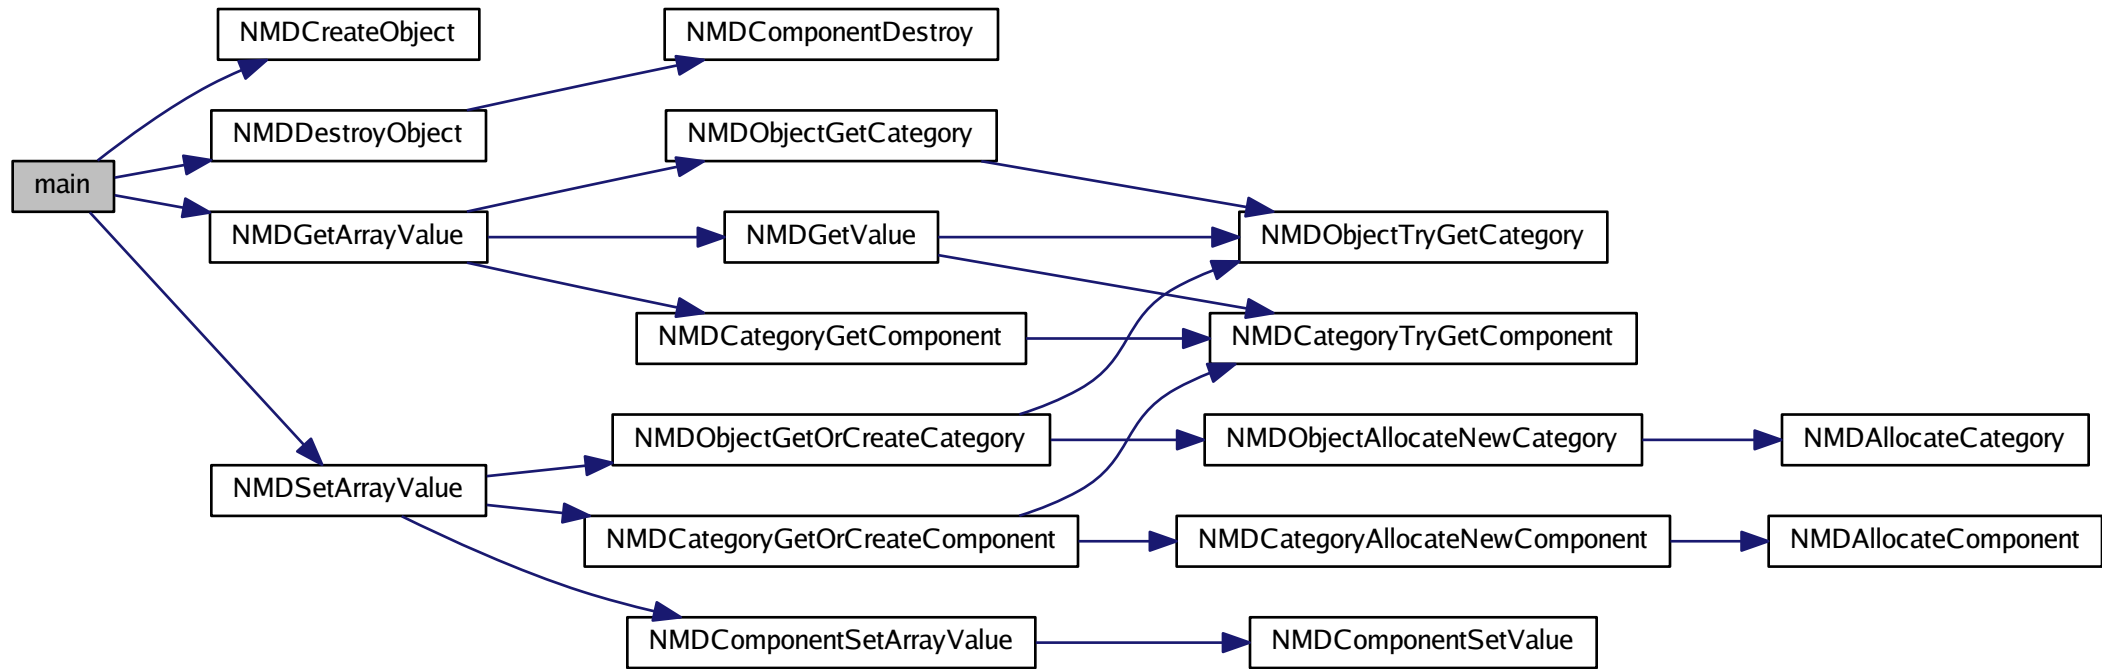 NMDCreateObject
NMDComponentDestroy
NMDDestroyObject
NMDObjectGetCategory
main
NMDGetArrayValue
NMDGetValue
NMDObjectTryGetCategory
NMDCategoryGetComponent
NMDCategoryTryGetComponent
NMDObjectGetOrCreateCategory
NMDObjectAllocateNewCategory
NMDAllocateCategory
NMDSetArrayValue
NMDCategoryGetOrCreateComponent
NMDCategoryAllocateNewComponent
NMDAllocateComponent
NMDComponentSetArrayValue
NMDComponentSetValue